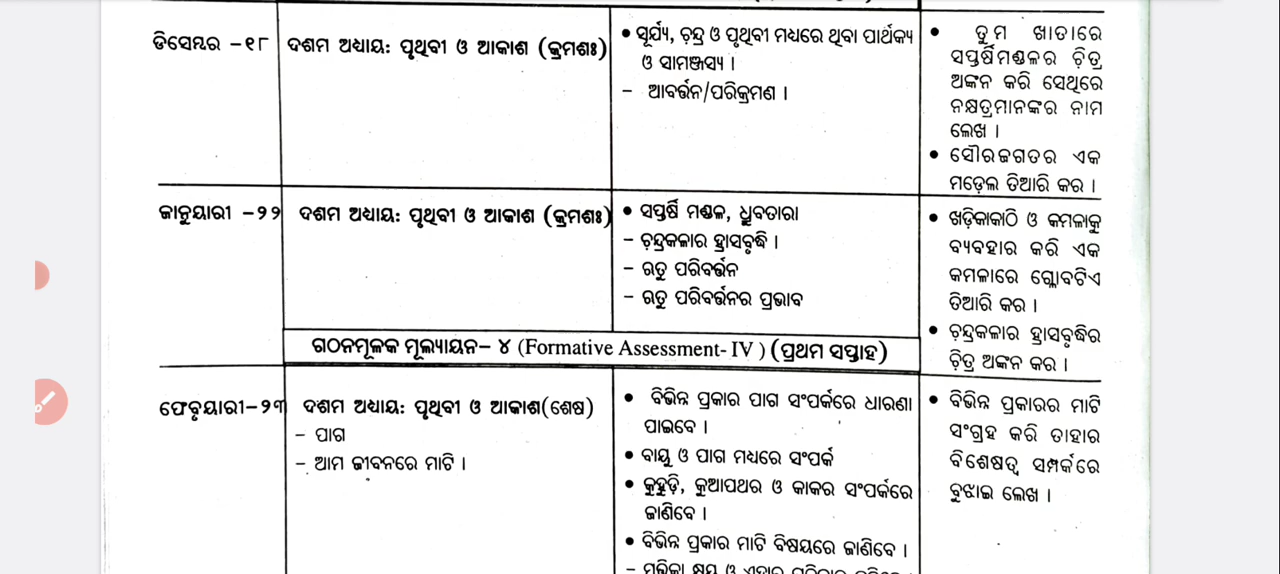 ଡିସେମ୍ବର -୧୮
ଦଶମ ଅଧ୍ୟାୟ: ପୃଥିବୀ ଓ ଆକାଶ (କ୍ରମଶଃ)
• ସୂର୍ଯ୍ୟ, ଚନ୍ଦ୍ର ଓ ପୃଥିବୀ ମଧ୍ୟରେ ଥିବା ପାର୍ଥକ୍ୟ
ଓ ସାମଞ୍ଜସ୍ୟ ।
– ଆବର୍ତ୍ତନ/ପରିକ୍ରମଣ ।
• ତୁମ ଖାତାରେ
ସପ୍ତର୍ଷିମଣ୍ଡଳର ଚିତ୍ର
ଅଙ୍କନ କରି ସେଥିରେ
ନକ୍ଷତ୍ରମାନଙ୍କର ନାମ
ଲେଖ ।
• ସୌରଜଗତର ଏକ
ମଡ଼େଲ ତିଆରି କର ।
ଜାନୁୟାରୀ -୨୨
ଦଶମ ଅଧ୍ୟାୟ: ପୃଥିବୀ ଓ ଆକାଶ (କ୍ରମଶଃ)
• ସପ୍ତର୍ଷି ମଣ୍ଡଳ, ଧ୍ରୁବତାରା
– ଚନ୍ଦ୍ରକଳାର ହ୍ରାସବୃଦ୍ଧି ।
– ଋତୁ ପରିବର୍ତ୍ତନ
– ଋତୁ ପରିବର୍ତ୍ତନର ପ୍ରଭାବ
• ଖଡ଼ିକାକାଠି ଓ କମଳାକୁ
ବ୍ୟବହାର କରି ଏକ
କମଳାରେ ଗ୍ଲୋବଟିଏ
ତିଆରି କର ।
• ଚନ୍ଦ୍ରକଳାର ହ୍ରାସବୃଦ୍ଧିର
ଚିତ୍ର ଅଙ୍କନ କର ।
ଗଠନମୂଳକ ମୂଲ୍ୟାୟନ– ୪ (Formative Assessment- IV ) (ପ୍ରଥମ ସପ୍ତାହ)
ଫେବୃୟାରୀ–୨୩
ଦଶମ ଅଧ୍ୟାୟ: ପୃଥିବୀ ଓ ଆକାଶ(ଶେଷ)
– ପାଗ
– ଆମ ଜୀବନରେ ମାଟି ।
• ବିଭିନ୍ନ ପ୍ରକାର ପାଗ ସଂପର୍କରେ ଧାରଣା
ପାଇବେ ।
• ବାୟୁ ଓ ପାଗ ମଧ୍ୟରେ ସଂପର୍କ
• କୁହୁଡ଼ି, କୁଆପଥର ଓ କାକର ସଂପର୍କରେ
ଜାଣିବେ ।
• ବିଭିନ୍ନ ପ୍ରକାର ମାଟି ବିଷୟରେ ଜାଣିବେ ।
• ବିଭିନ୍ନ ପ୍ରକାରର ମାଟି
ସଂଗ୍ରହ କରି ତାହାର
ବିଶେଷତ୍ୱ ସମ୍ପର୍କରେ
ବୁଝାଇ ଲେଖ ।